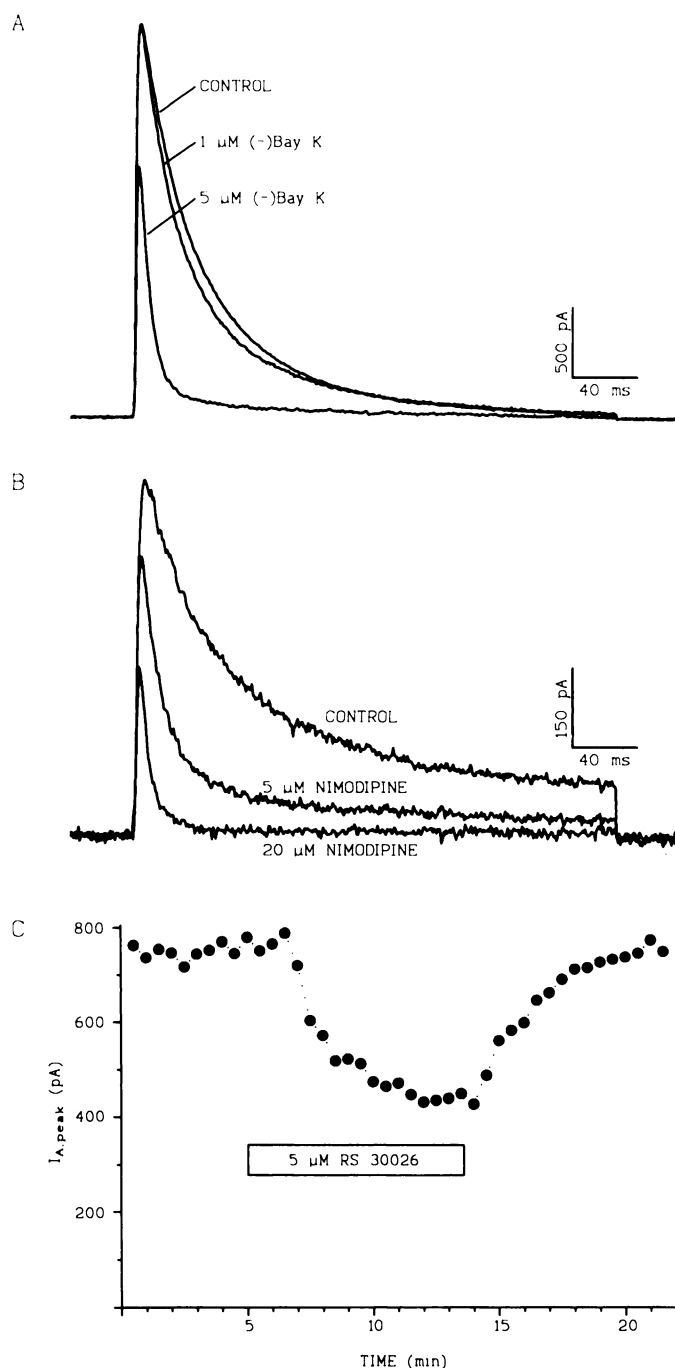 A
CONTROL
1 µM (-)Bay K
5 µM (-)Bay K
500 pA
40 ms
B
CONTROL
150 pA
40 ms
5 µM NIMODIPINE
20 µM NIMODIPINE
C
800
600
400
200
I_A.peak (pA)
5 µM RS 30026
5
10
15
20
TIME (min)